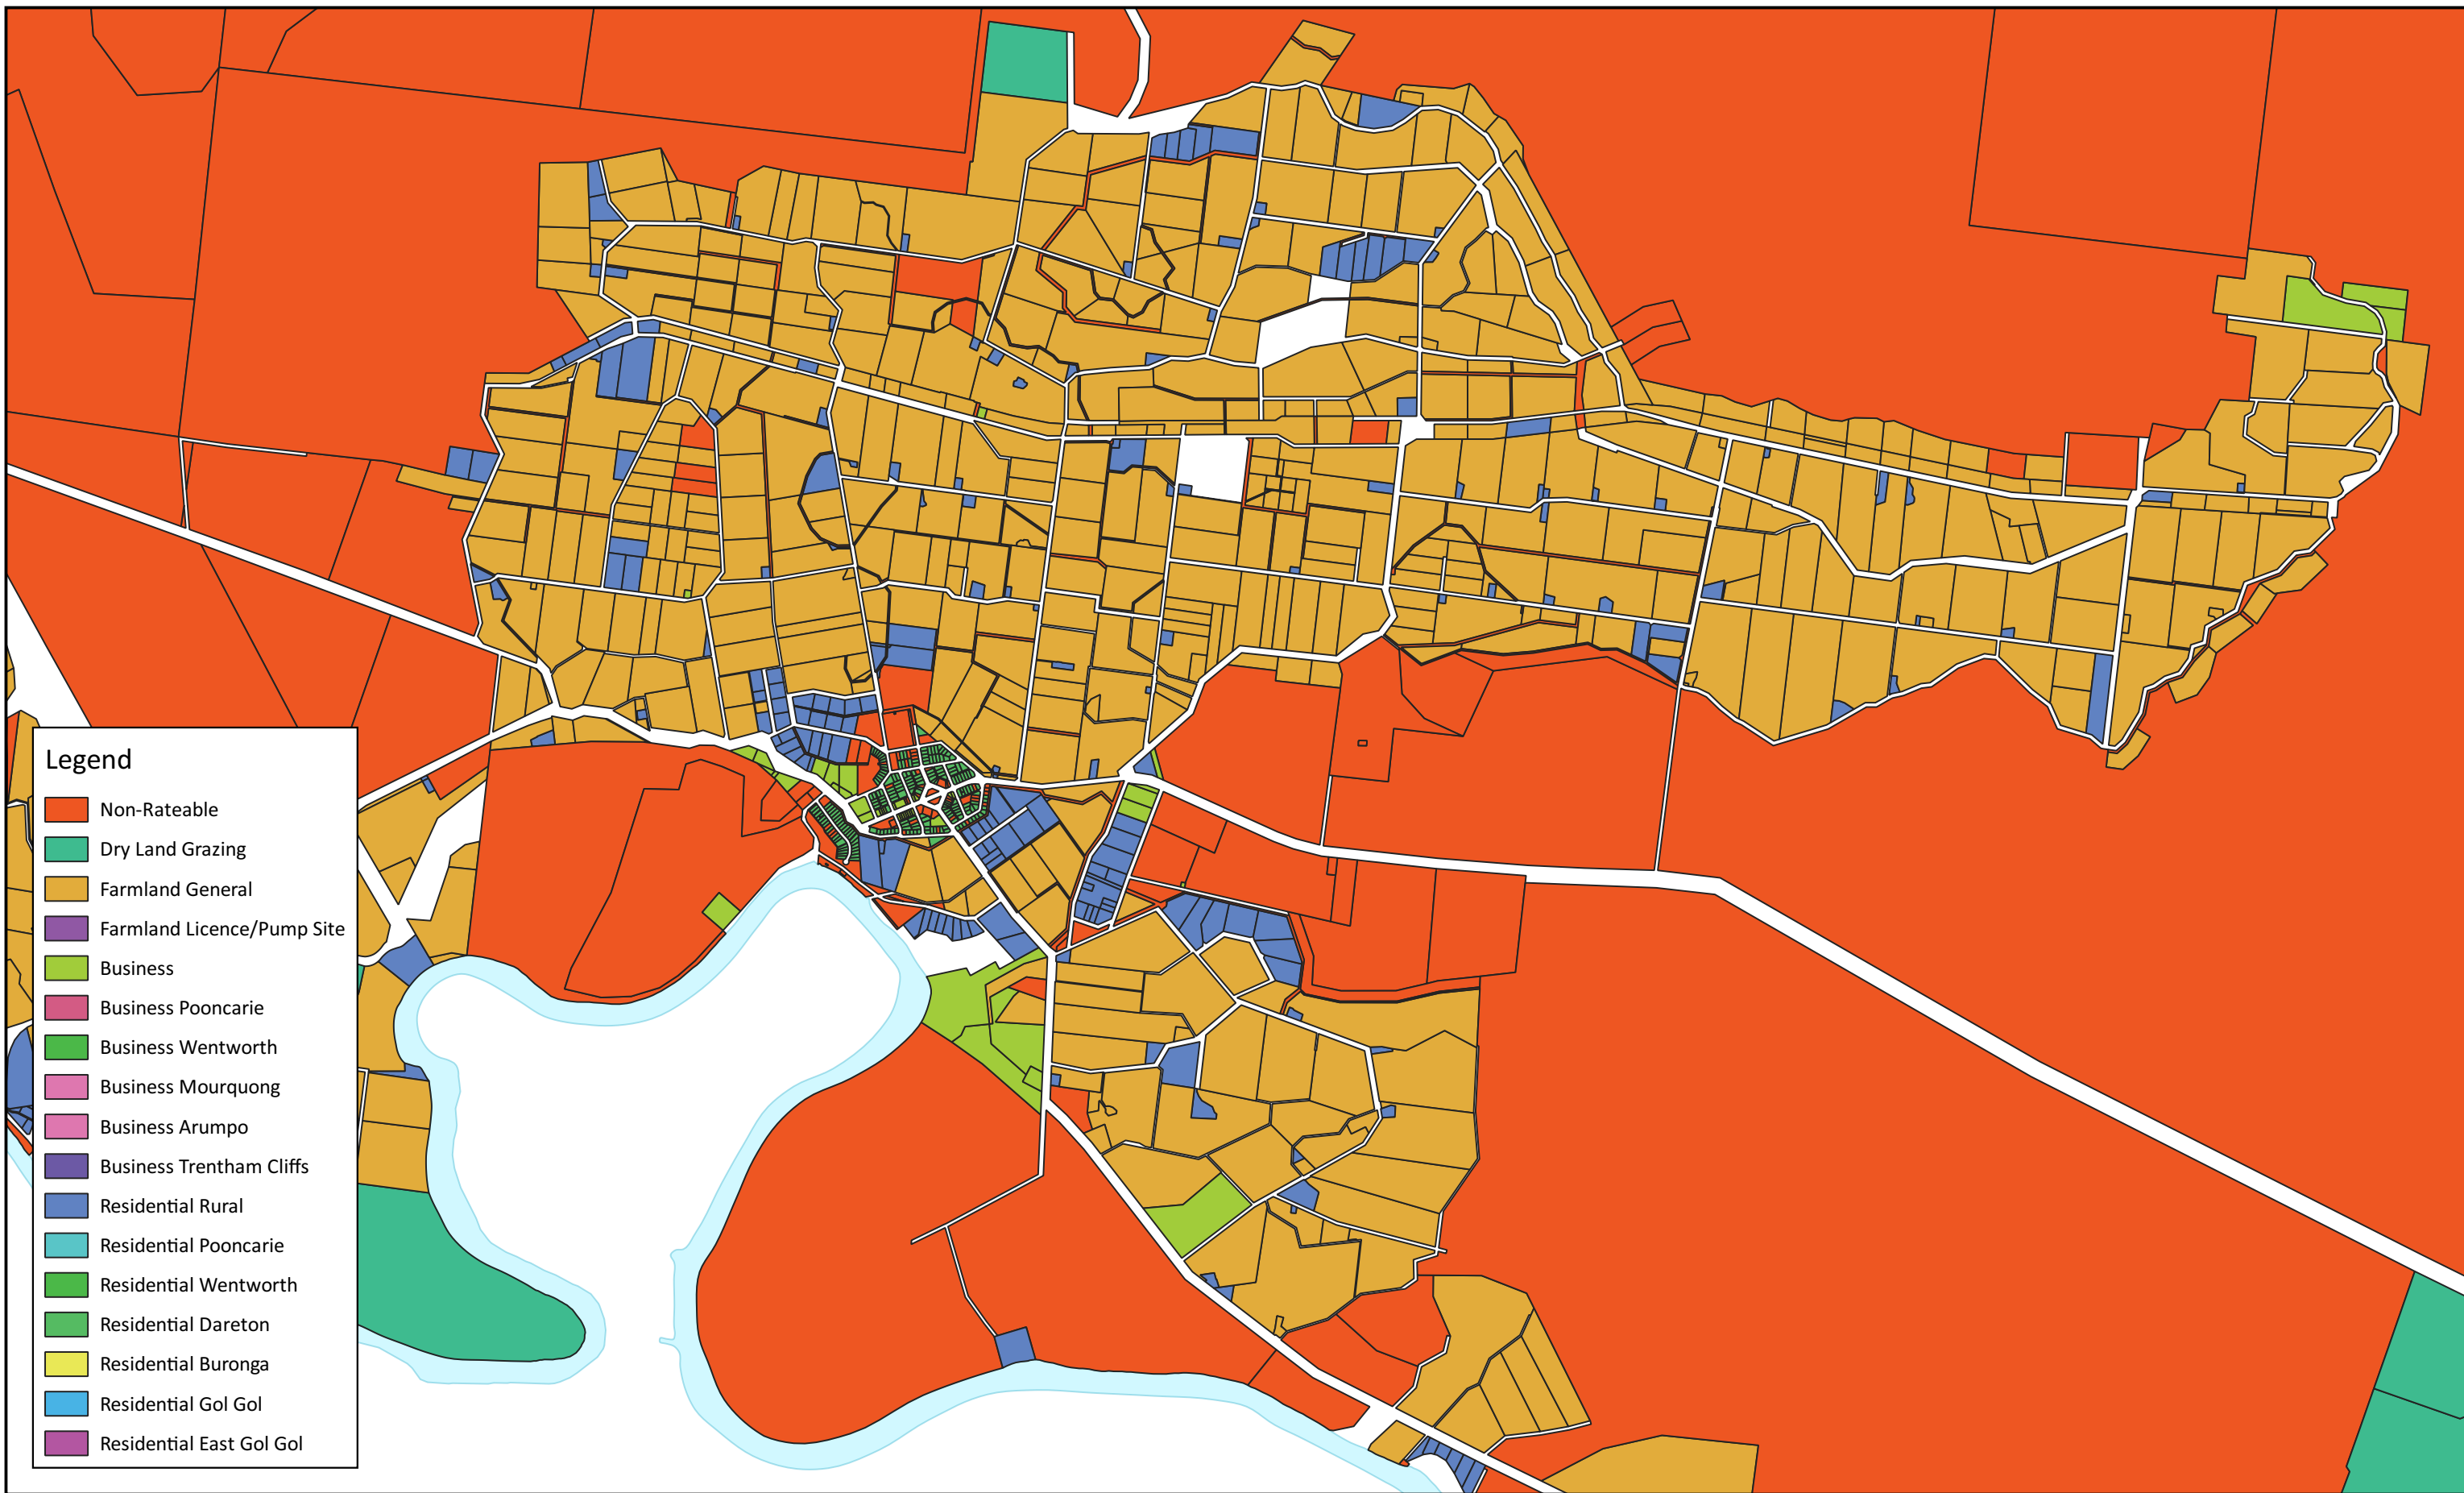 Legend
Non-Rateable
Dry Land Grazing
Farmland General
Farmland Licence/Pump Site
Business
Business Pooncarie
Business Wentworth
Business Mourquong
Business Arumpo
Business Trentham Cliffs
Residential Rural
Residential Pooncarie
Residential Wentworth
Residential Dareton
Residential Buronga
Residential Gol Gol
Residential East Gol Gol